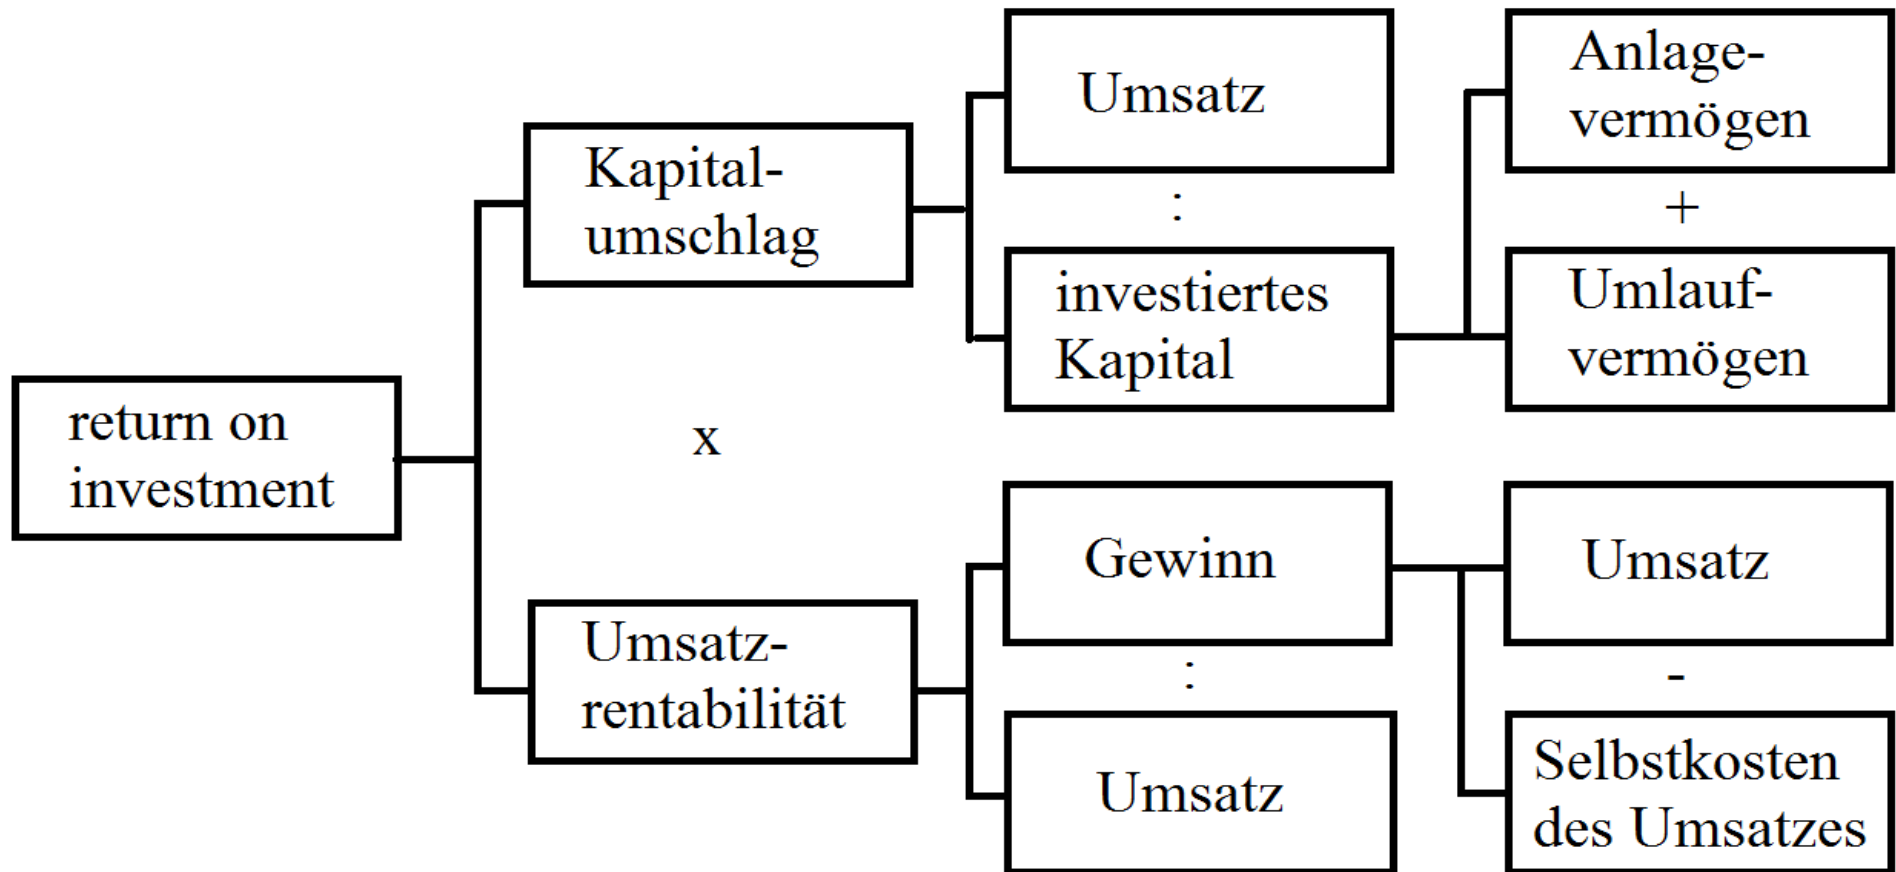 return on
investment
Kapital-
umschlag
x
Umsatz-
rentabilität
Umsatz
:
investiertes
Kapital
Gewinn
:
Umsatz
Anlage-
vermögen
+
Umlauf-
vermögen
Umsatz
-
Selbstkosten
des Umsatzes